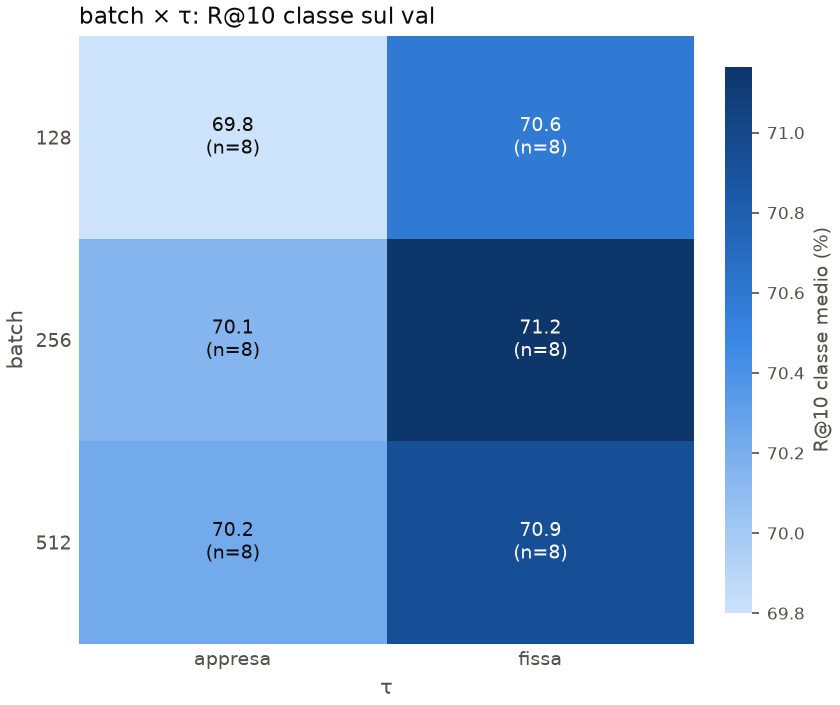 batch × τ: R@10 classe sul val
128
69.8
(n=8)
70.6
(n=8)
256
70.1
(n=8)
71.2
(n=8)
512
70.2
(n=8)
70.9
(n=8)
batch
appresa
fissa
τ
71.0
70.8
70.6
70.4
70.2
70.0
69.8
R@10 classe medio (%)